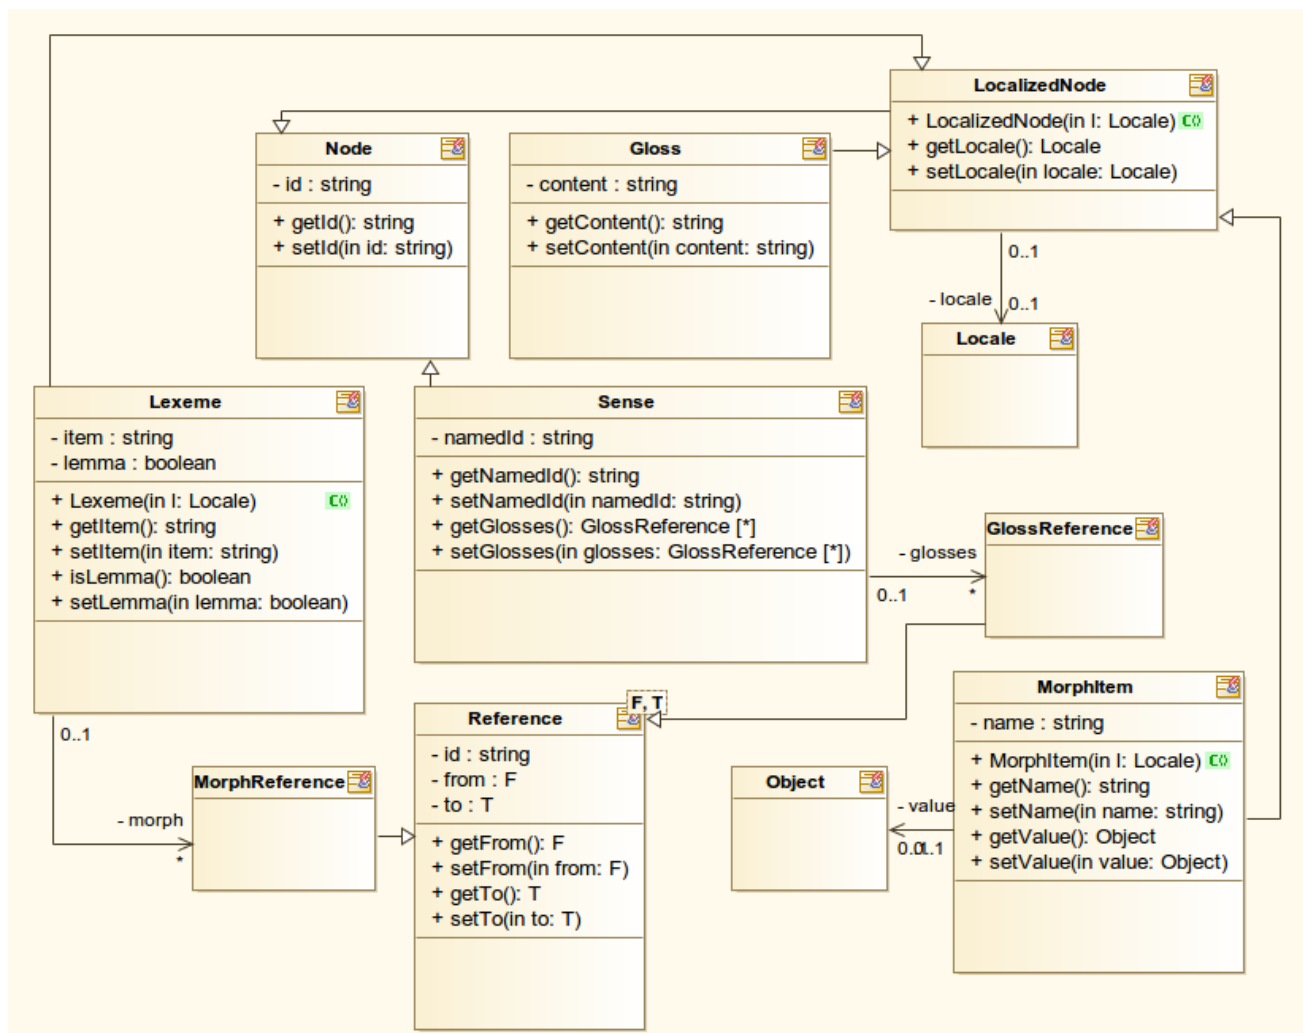 LocalizedNode
+ LocalizedNode(in l: Locale) C()
+ getLocale(): Locale
+ setLocale(in locale: Locale)
Node
- id : string
+ getId(): string
+ setId(in id: string)
Gloss
- content : string
+ getContent(): string
+ setContent(in content: string)
0..1
- locale
0..1
Locale
Lexeme
- item : string
- lemma : boolean
+ Lexeme(in l: Locale) C()
+ getItem(): string
+ setItem(in item: string)
+ isLemma(): boolean
+ setLemma(in lemma: boolean)
Sense
- namedId : string
+ getNamedId(): string
+ setNamedId(in namedId: string)
+ getGlosses(): GlossReference [*]
+ setGlosses(in glosses: GlossReference [*])
- glosses
0..1
*
GlossReference
0..1
- morph
*
MorphReference
F, T
Reference
- id : string
- from : F
- to : T
+ getFrom(): F
+ setFrom(in from: F)
+ getTo(): T
+ setTo(in to: T)
Object
- value
0..1
0..1
MorphItem
- name : string
+ MorphItem(in l: Locale) C()
+ getName(): string
+ setName(in name: string)
+ getValue(): Object
+ setValue(in value: Object)